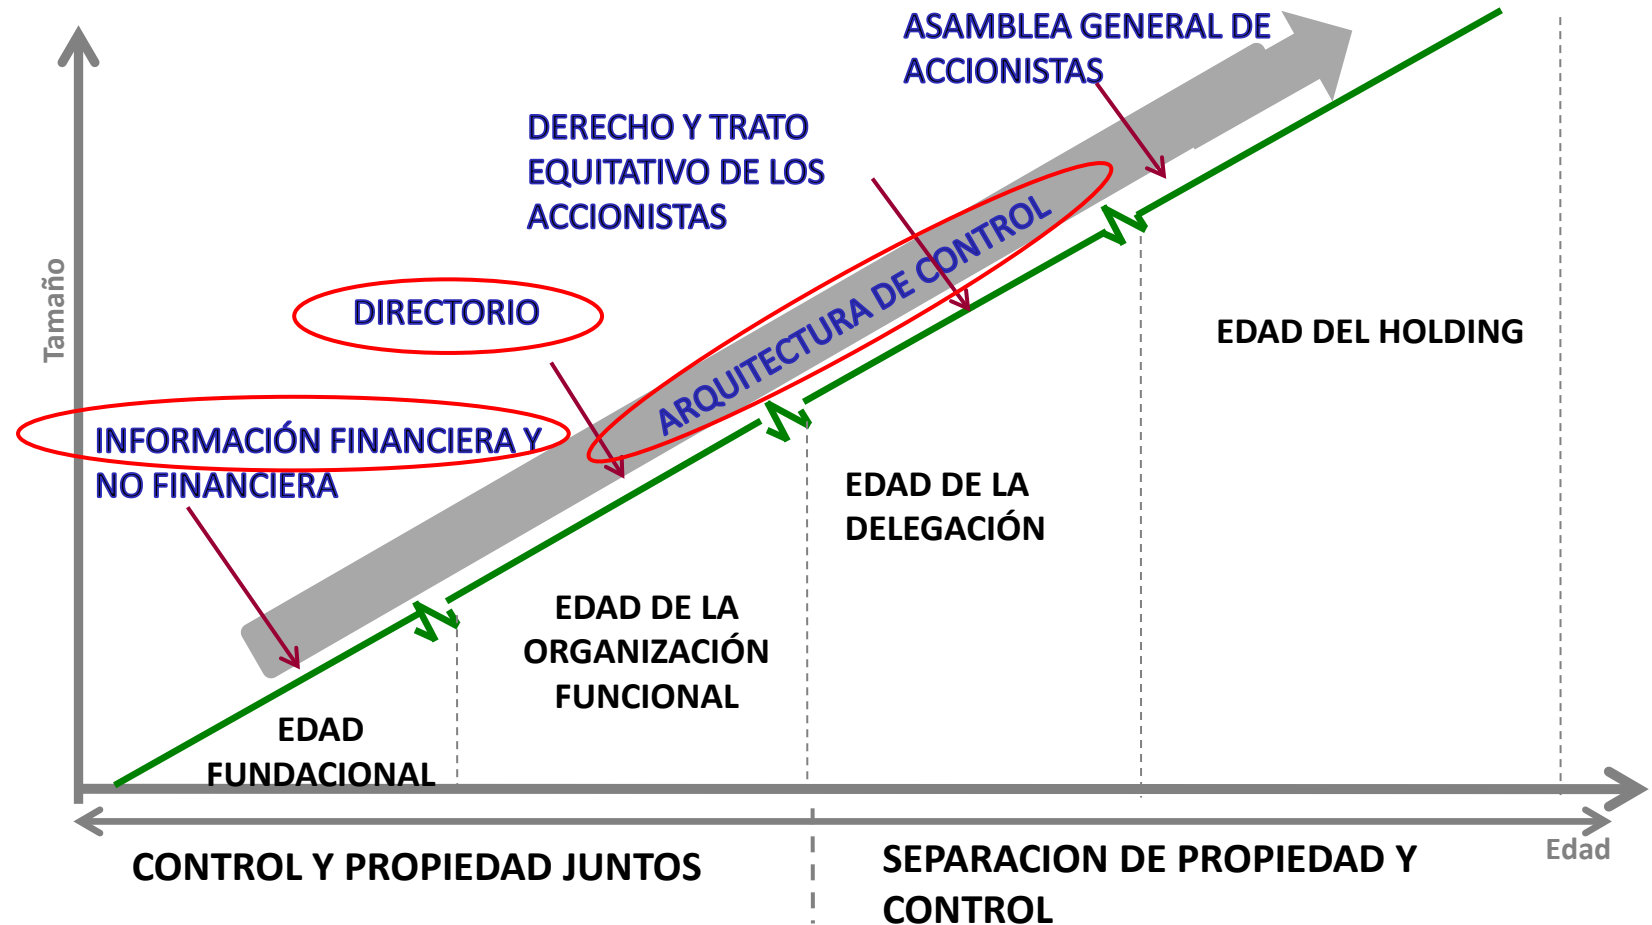 ASAMBLEA GENERAL DE
ACCIONISTAS
DERECHO Y TRATO
EQUITATIVO DE LOS
ACCIONISTAS
ARQUITECTURA DE CONTROL
Tamaño
DIRECTORIO
EDAD DEL HOLDING
INFORMACIÓN FINANCIERA Y
NO FINANCIERA
EDAD DE LA
DELEGACIÓN
EDAD DE LA
ORGANIZACIÓN
FUNCIONAL
EDAD
FUNDACIONAL
Edad
CONTROL Y PROPIEDAD JUNTOS
SEPARACION DE PROPIEDAD Y
CONTROL